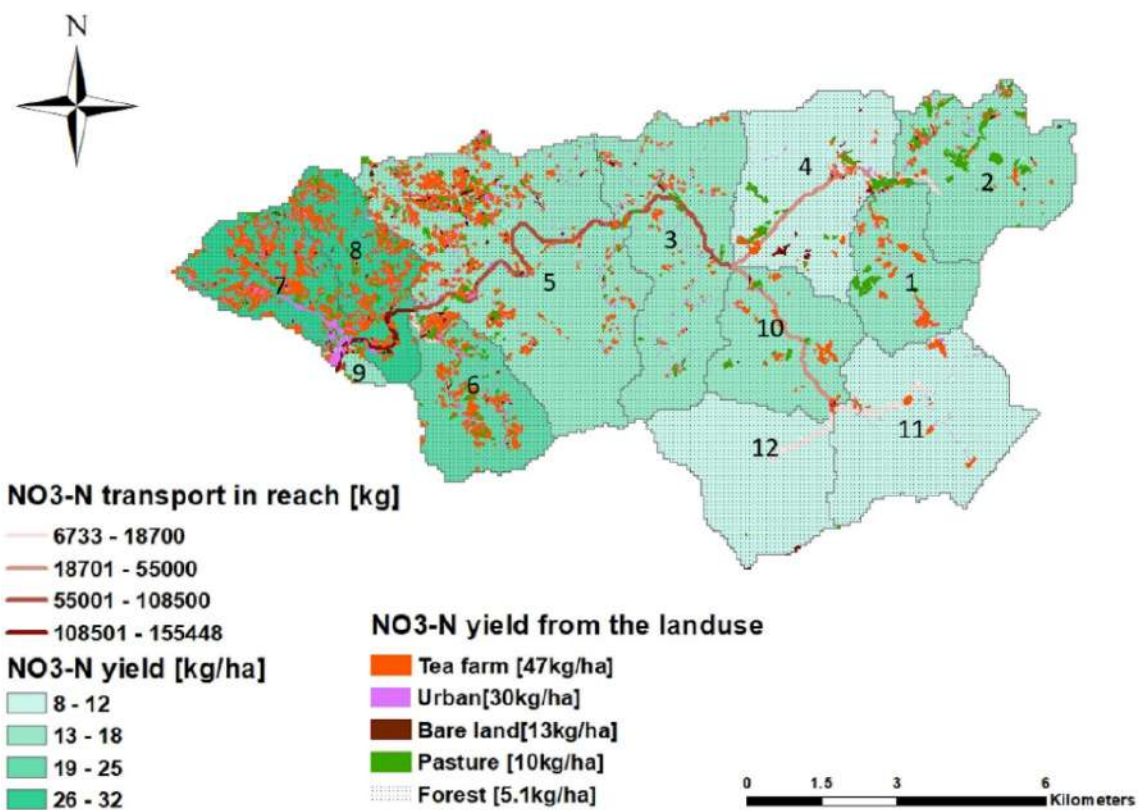 N
4
2
8
3
7
5
1
10
9
6
11
12
NO3-N transport in reach [kg]
6733 - 18700
18701 - 55000
55001 - 108500
108501 - 155448
NO3-N yield [kg/ha]
8 - 12
13 - 18
19 - 25
26 - 32
NO3-N yield from the landuse
Tea farm [47kg/ha]
Urban[30kg/ha]
Bare land[13kg/ha]
Pasture [10kg/ha]
Forest [5.1kg/ha]
0 1.5 3 6
Kilometers